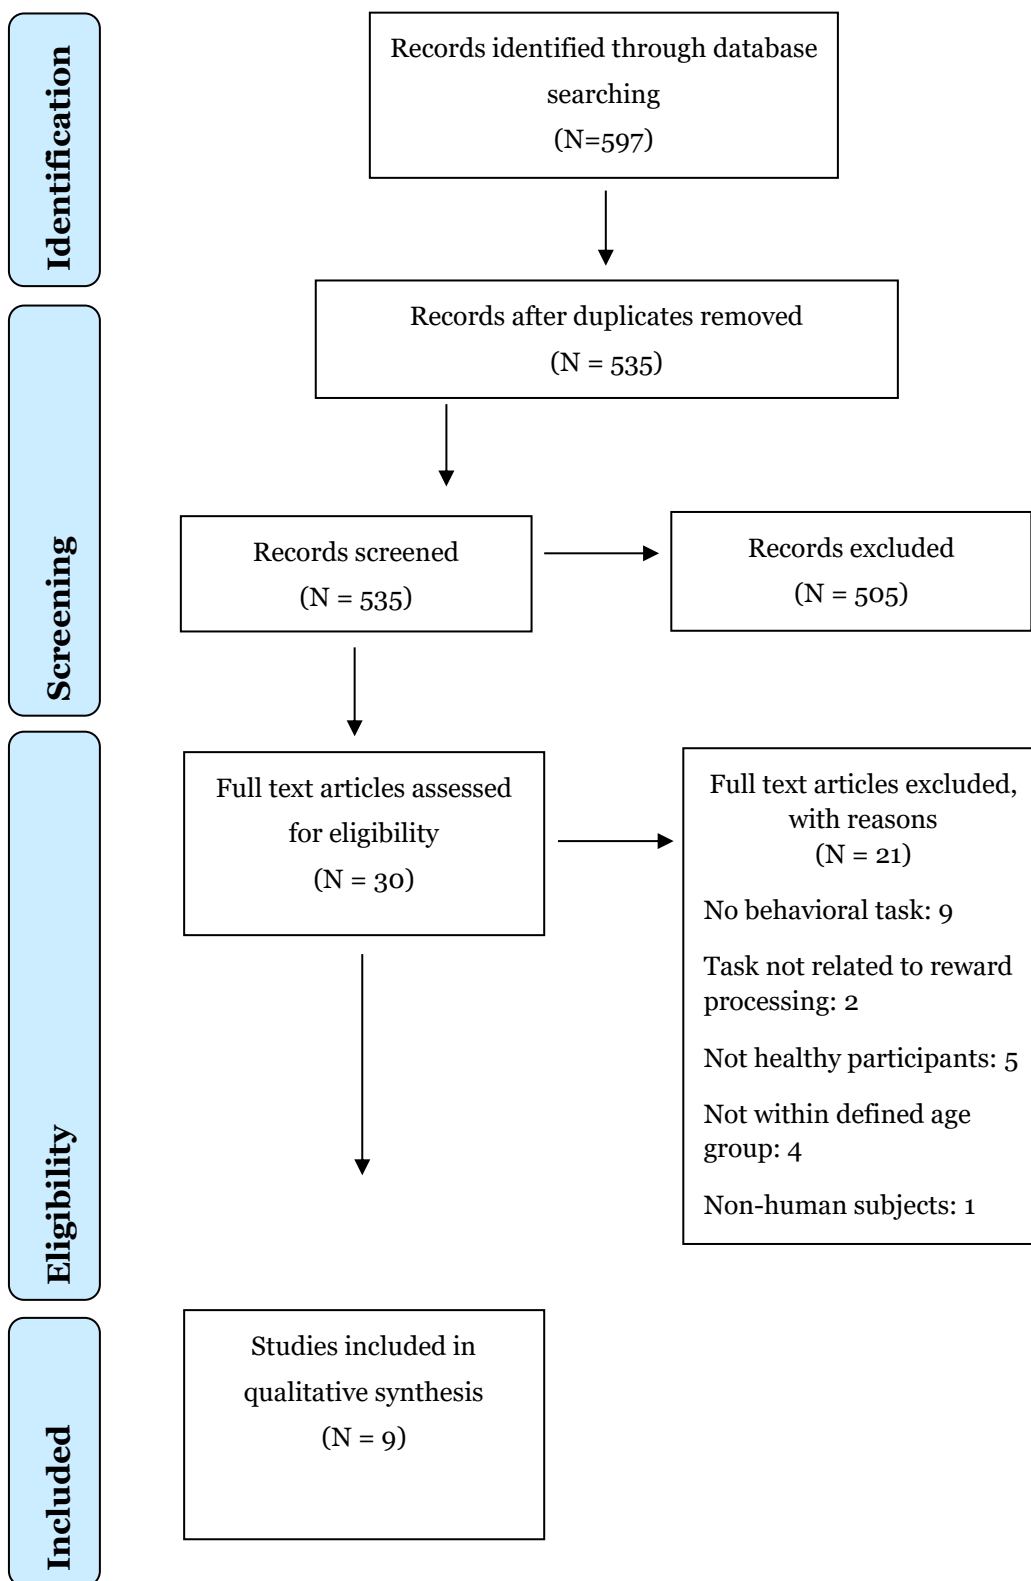 Identification
Records identified through database
searching
(N=597)
Records after duplicates removed
(N = 535)
Screening
Records screened
(N = 535)
Records excluded
(N = 505)
Eligibility
Full text articles assessed
for eligibility
(N = 30)
Full text articles excluded,
with reasons
(N = 21)
No behavioral task: 9
Task not related to reward
processing: 2
Not healthy participants: 5
Not within defined age
group: 4
Non-human subjects: 1
Included
Studies included in
qualitative synthesis
(N = 9)